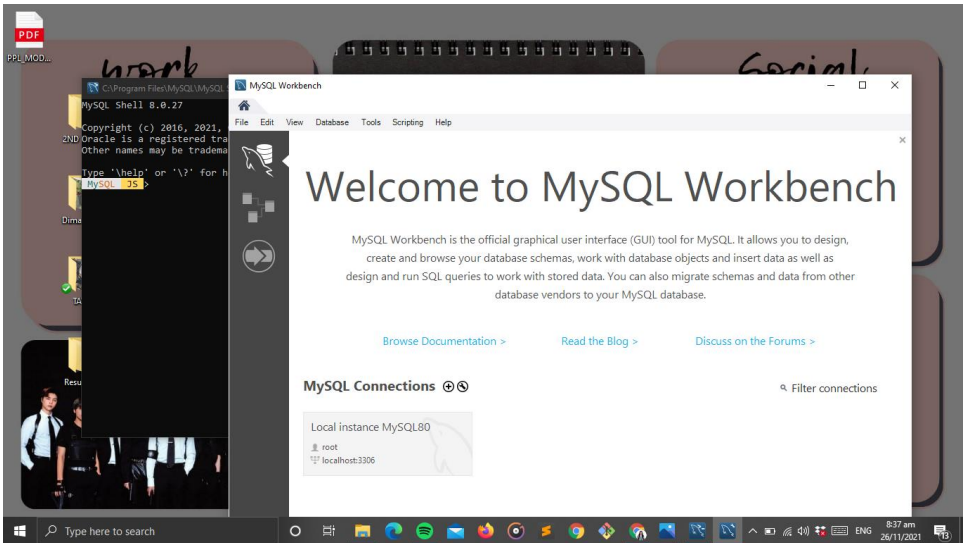 PDF
PPL_MOD...
work
Social
C:\Program Files\MySQL\MySQL
MySQL Shell 8.0.27
Copyright (c) 2016, 2021,
Oracle is a registered tra
Other names may be tradema
Type '\help' or '\?' for h
MySQL JS >
2ND
Dima
TA
Resu
MySQL Workbench
File Edit View Database Tools Scripting Help
Welcome to MySQL Workbench
MySQL Workbench is the official graphical user interface (GUI) tool for MySQL. It allows you to design,
create and browse your database schemas, work with database objects and insert data as well as
design and run SQL queries to work with stored data. You can also migrate schemas and data from other
database vendors to your MySQL database.
Browse Documentation > Read the Blog > Discuss on the Forums >
MySQL Connections
Filter connections
Local instance MySQL80
root
localhost:3306
Type here to search
ENG
8:37 am
26/11/2021
13